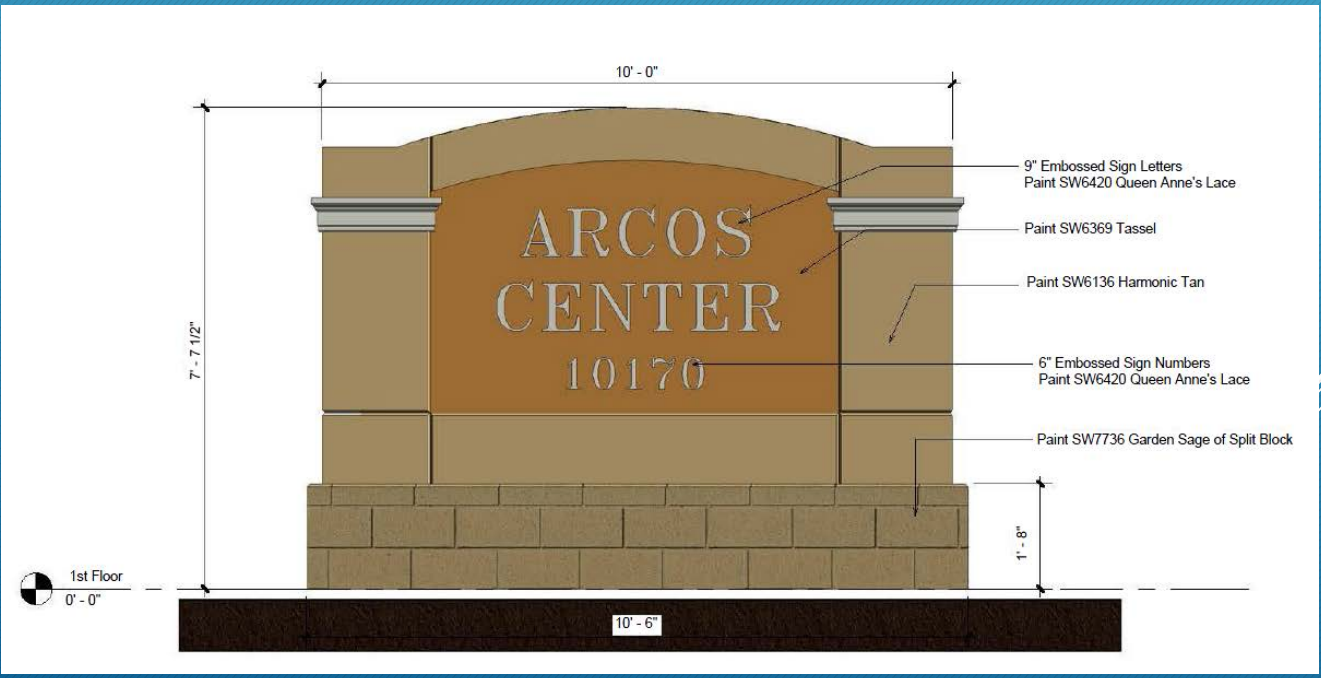 10' - 0"
9" Embossed Sign Letters
Paint SW6420 Queen Anne's Lace
ARCOS
Paint SW6369 Tassel
CENTER
Paint SW6136 Harmonic Tan
7' - 7 1/2"
10170
6" Embossed Sign Numbers
Paint SW6420 Queen Anne's Lace
Paint SW7736 Garden Sage of Split Block
1' - 8"
1st Floor
0' - 0"
10' - 6"